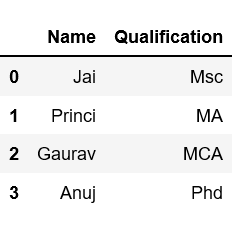 Name Qualification
0 Jai Msc
1 Princi MA
2 Gaurav MCA
3 Anuj Phd